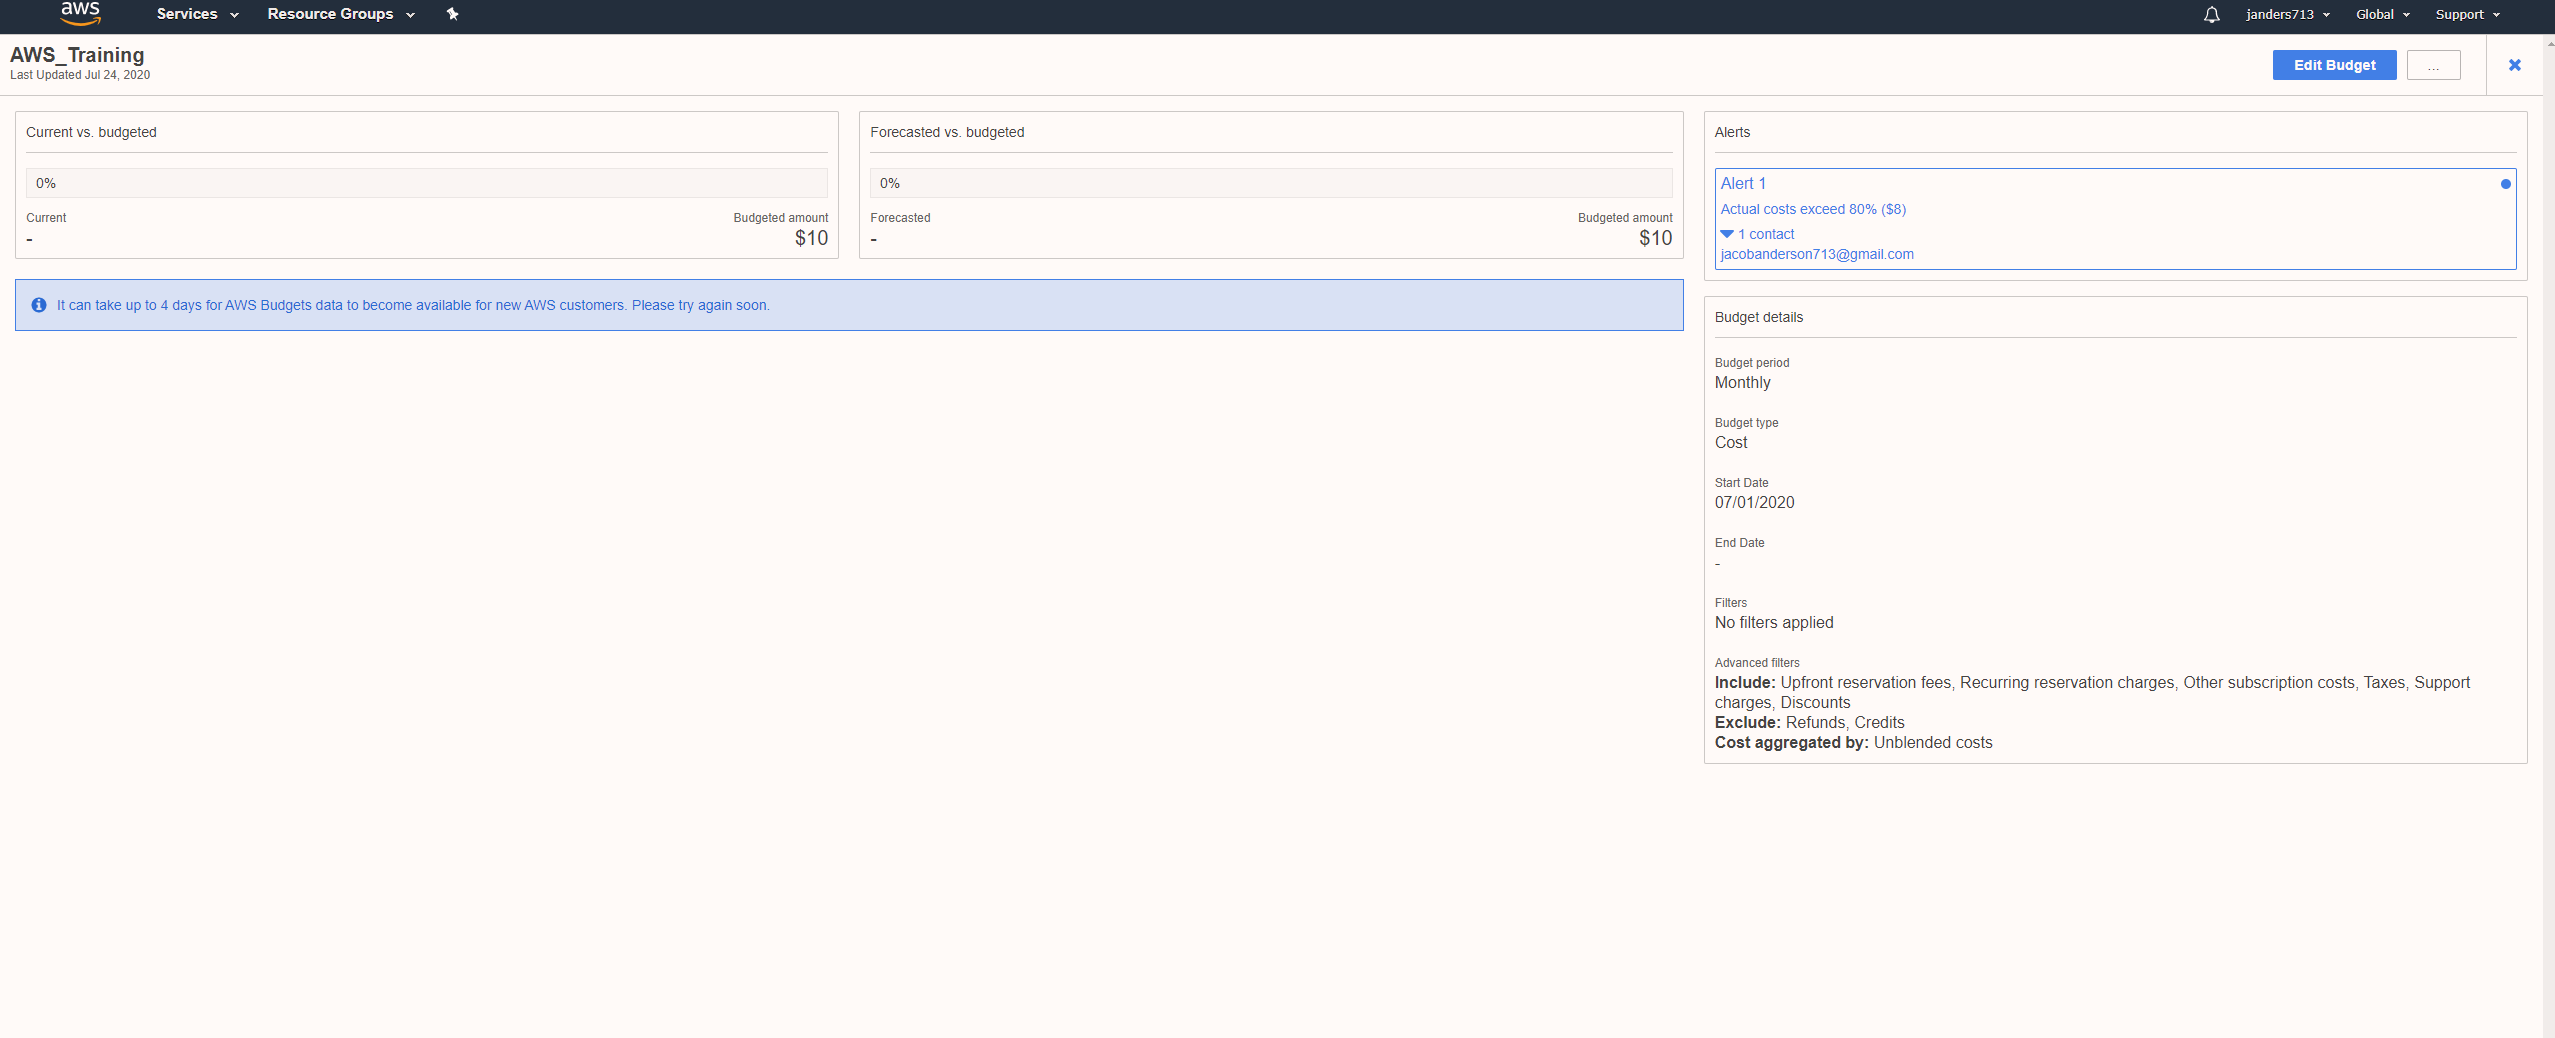 aws
Services
Resource Groups
janders713
Global
Support
AWS_Training
Last Updated Jul 24, 2020
Edit Budget
...
Current vs. budgeted
0%
Current
Budgeted amount
-
$10
Forecasted vs. budgeted
0%
Forecasted
Budgeted amount
-
$10
It can take up to 4 days for AWS Budgets data to become available for new AWS customers. Please try again soon.
Alerts
Alert 1
Actual costs exceed 80% ($8)
1 contact
jacobanderson713@gmail.com
Budget details
Budget period
Monthly
Budget type
Cost
Start Date
07/01/2020
End Date
-
Filters
No filters applied
Advanced filters
Include: Upfront reservation fees, Recurring reservation charges, Other subscription costs, Taxes, Support
charges, Discounts
Exclude: Refunds, Credits
Cost aggregated by: Unblended costs